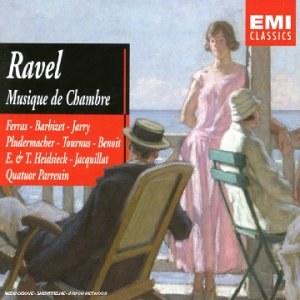 EMI
CLASSICS
Ravel
Musique de Chambre
Ferras - Barbizet - Jarry
Pludermacher - Tournus - Benoit
E. & T. Heidsieck - Jacquillat
Quatuor Parrenin